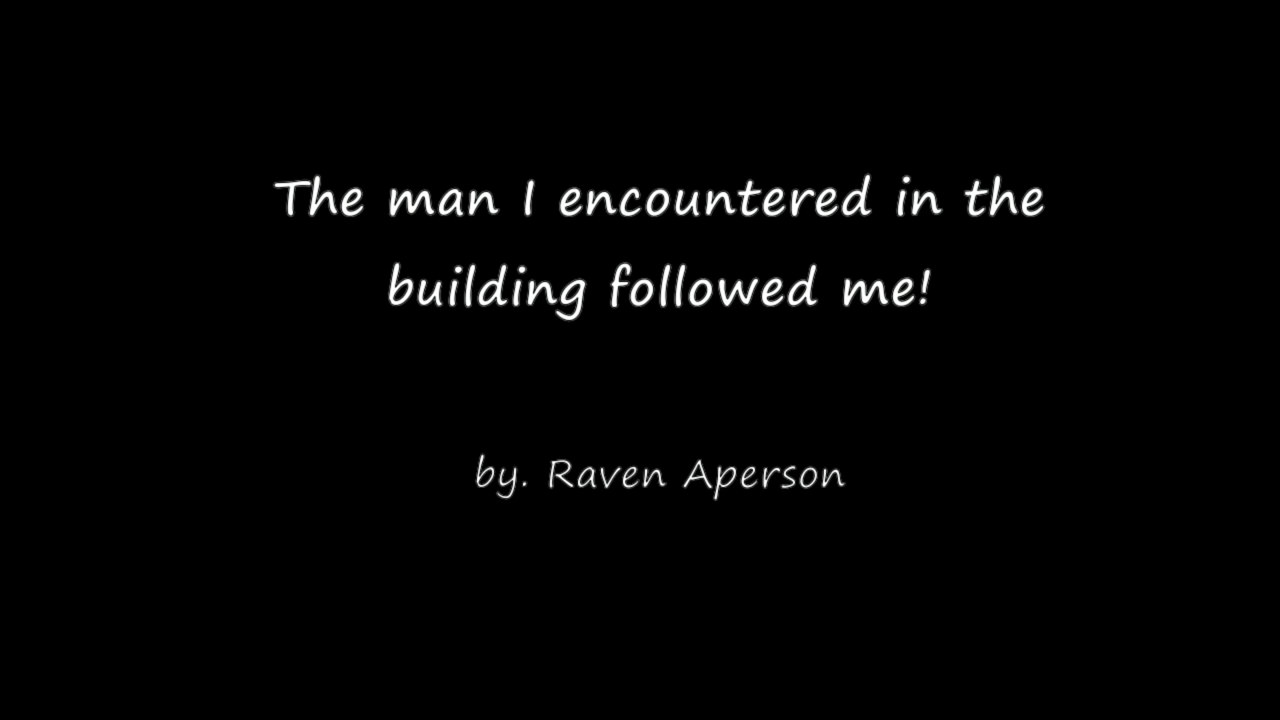 The man I encountered in the
building followed me!
by. Raven Aperson